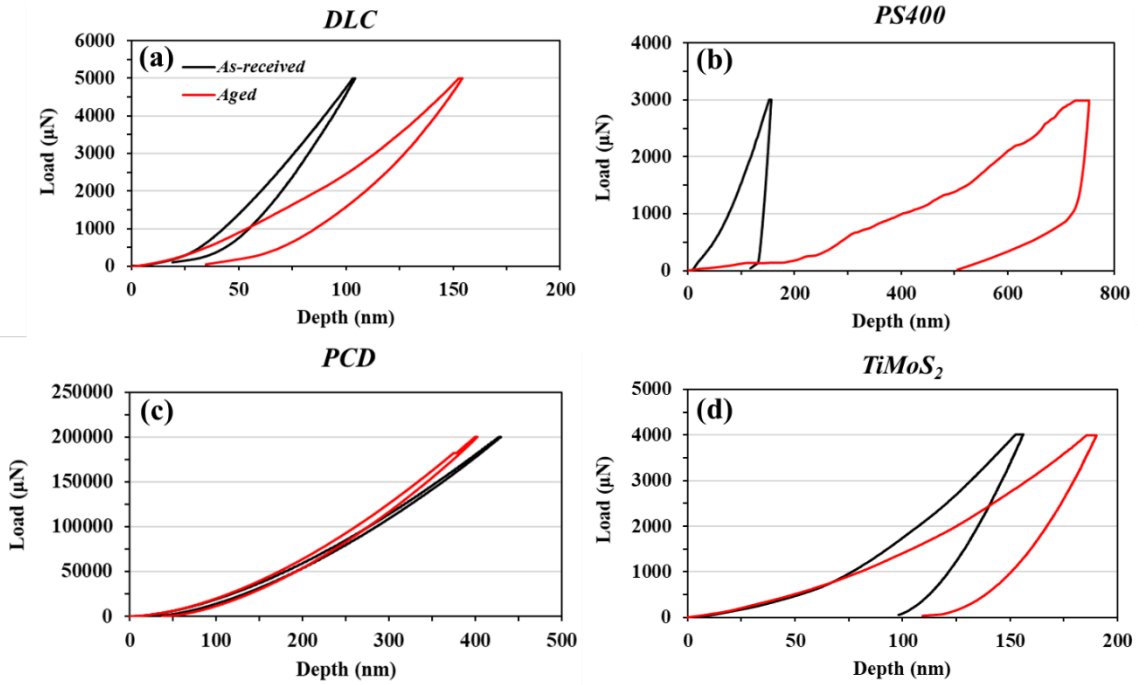 DLC
(a)
As-received
Aged
6000
5000
4000
3000
2000
1000
0
Load (µN)
0 50 100 150 200
Depth (nm)
PS400
(b)
4000
3000
2000
1000
0
Load (µN)
0 200 400 600 800
Depth (nm)
PCD
(c)
250000
200000
150000
100000
50000
0
Load (µN)
0 100 200 300 400 500
Depth (nm)
TiMoS₂
(d)
5000
4000
3000
2000
1000
0
Load (µN)
0 50 100 150 200
Depth (nm)